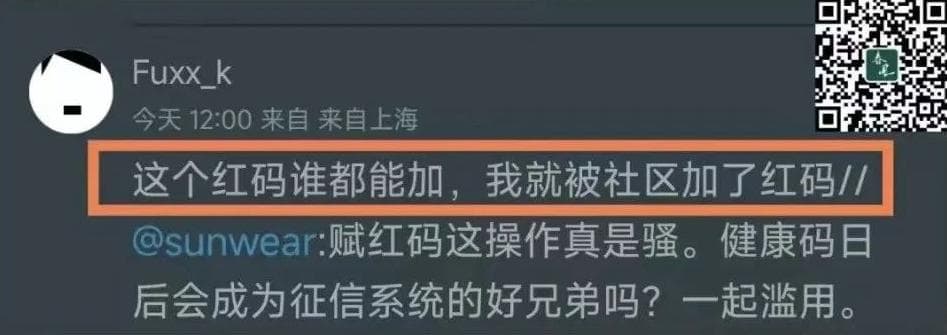 Fuxx_k
今天 12:00 来自 来自上海
这个红码谁都能加，我就被社区加了红码//
@sunwear:赋红码这操作真是骚。健康码日
后会成为征信系统的好兄弟吗？一起滥用。